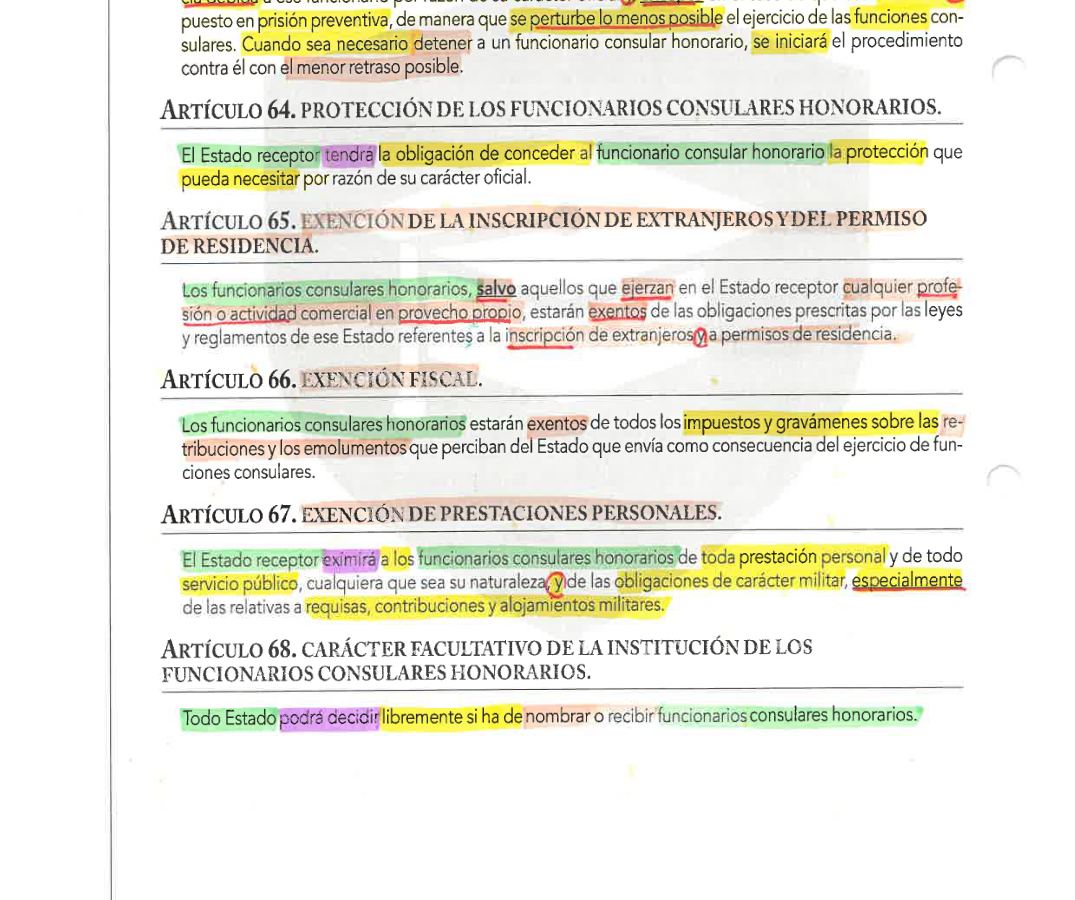 puesto en prisión preventiva, de manera que se perturbe lo menos posible el ejercicio de las funciones con-
sulares. Cuando sea necesario detener a un funcionario consular honorario, se iniciará el procedimiento
contra él con el menor retraso posible.
ARTÍCULO 64. PROTECCIÓN DE LOS FUNCIONARIOS CONSULARES HONORARIOS.
El Estado receptor tendrá la obligación de conceder al funcionario consular honorario la protección que
pueda necesitar por razón de su carácter oficial.
ARTÍCULO 65. EXENCIÓN DE LA INSCRIPCIÓN DE EXTRANJEROS Y DEL PERMISO
DE RESIDENCIA.
Los funcionarios consulares honorarios, salvo aquellos que ejerzan en el Estado receptor cualquier profe-
sión o actividad comercial en provecho propio, estarán exentos de las obligaciones prescritas por las leyes
y reglamentos de ese Estado referentes a la inscripción de extranjeros y a permisos de residencia.
ARTÍCULO 66. EXENCIÓN FISCAL.
Los funcionarios consulares honorarios estarán exentos de todos los impuestos y gravámenes sobre las re-
tribuciones y los emolumentos que perciban del Estado que envía como consecuencia del ejercicio de fun-
ciones consulares.
ARTÍCULO 67. EXENCIÓN DE PRESTACIONES PERSONALES.
El Estado receptor eximirá a los funcionarios consulares honorarios de toda prestación personal y de todo
servicio público, cualquiera que sea su naturaleza, y de las obligaciones de carácter militar, especialmente
de las relativas a requisas, contribuciones y alojamientos militares.
ARTÍCULO 68. CARÁCTER FACULTATIVO DE LA INSTITUCIÓN DE LOS
FUNCIONARIOS CONSULARES HONORARIOS.
Todo Estado podrá decidir libremente si ha de nombrar o recibir funcionarios consulares honorarios.